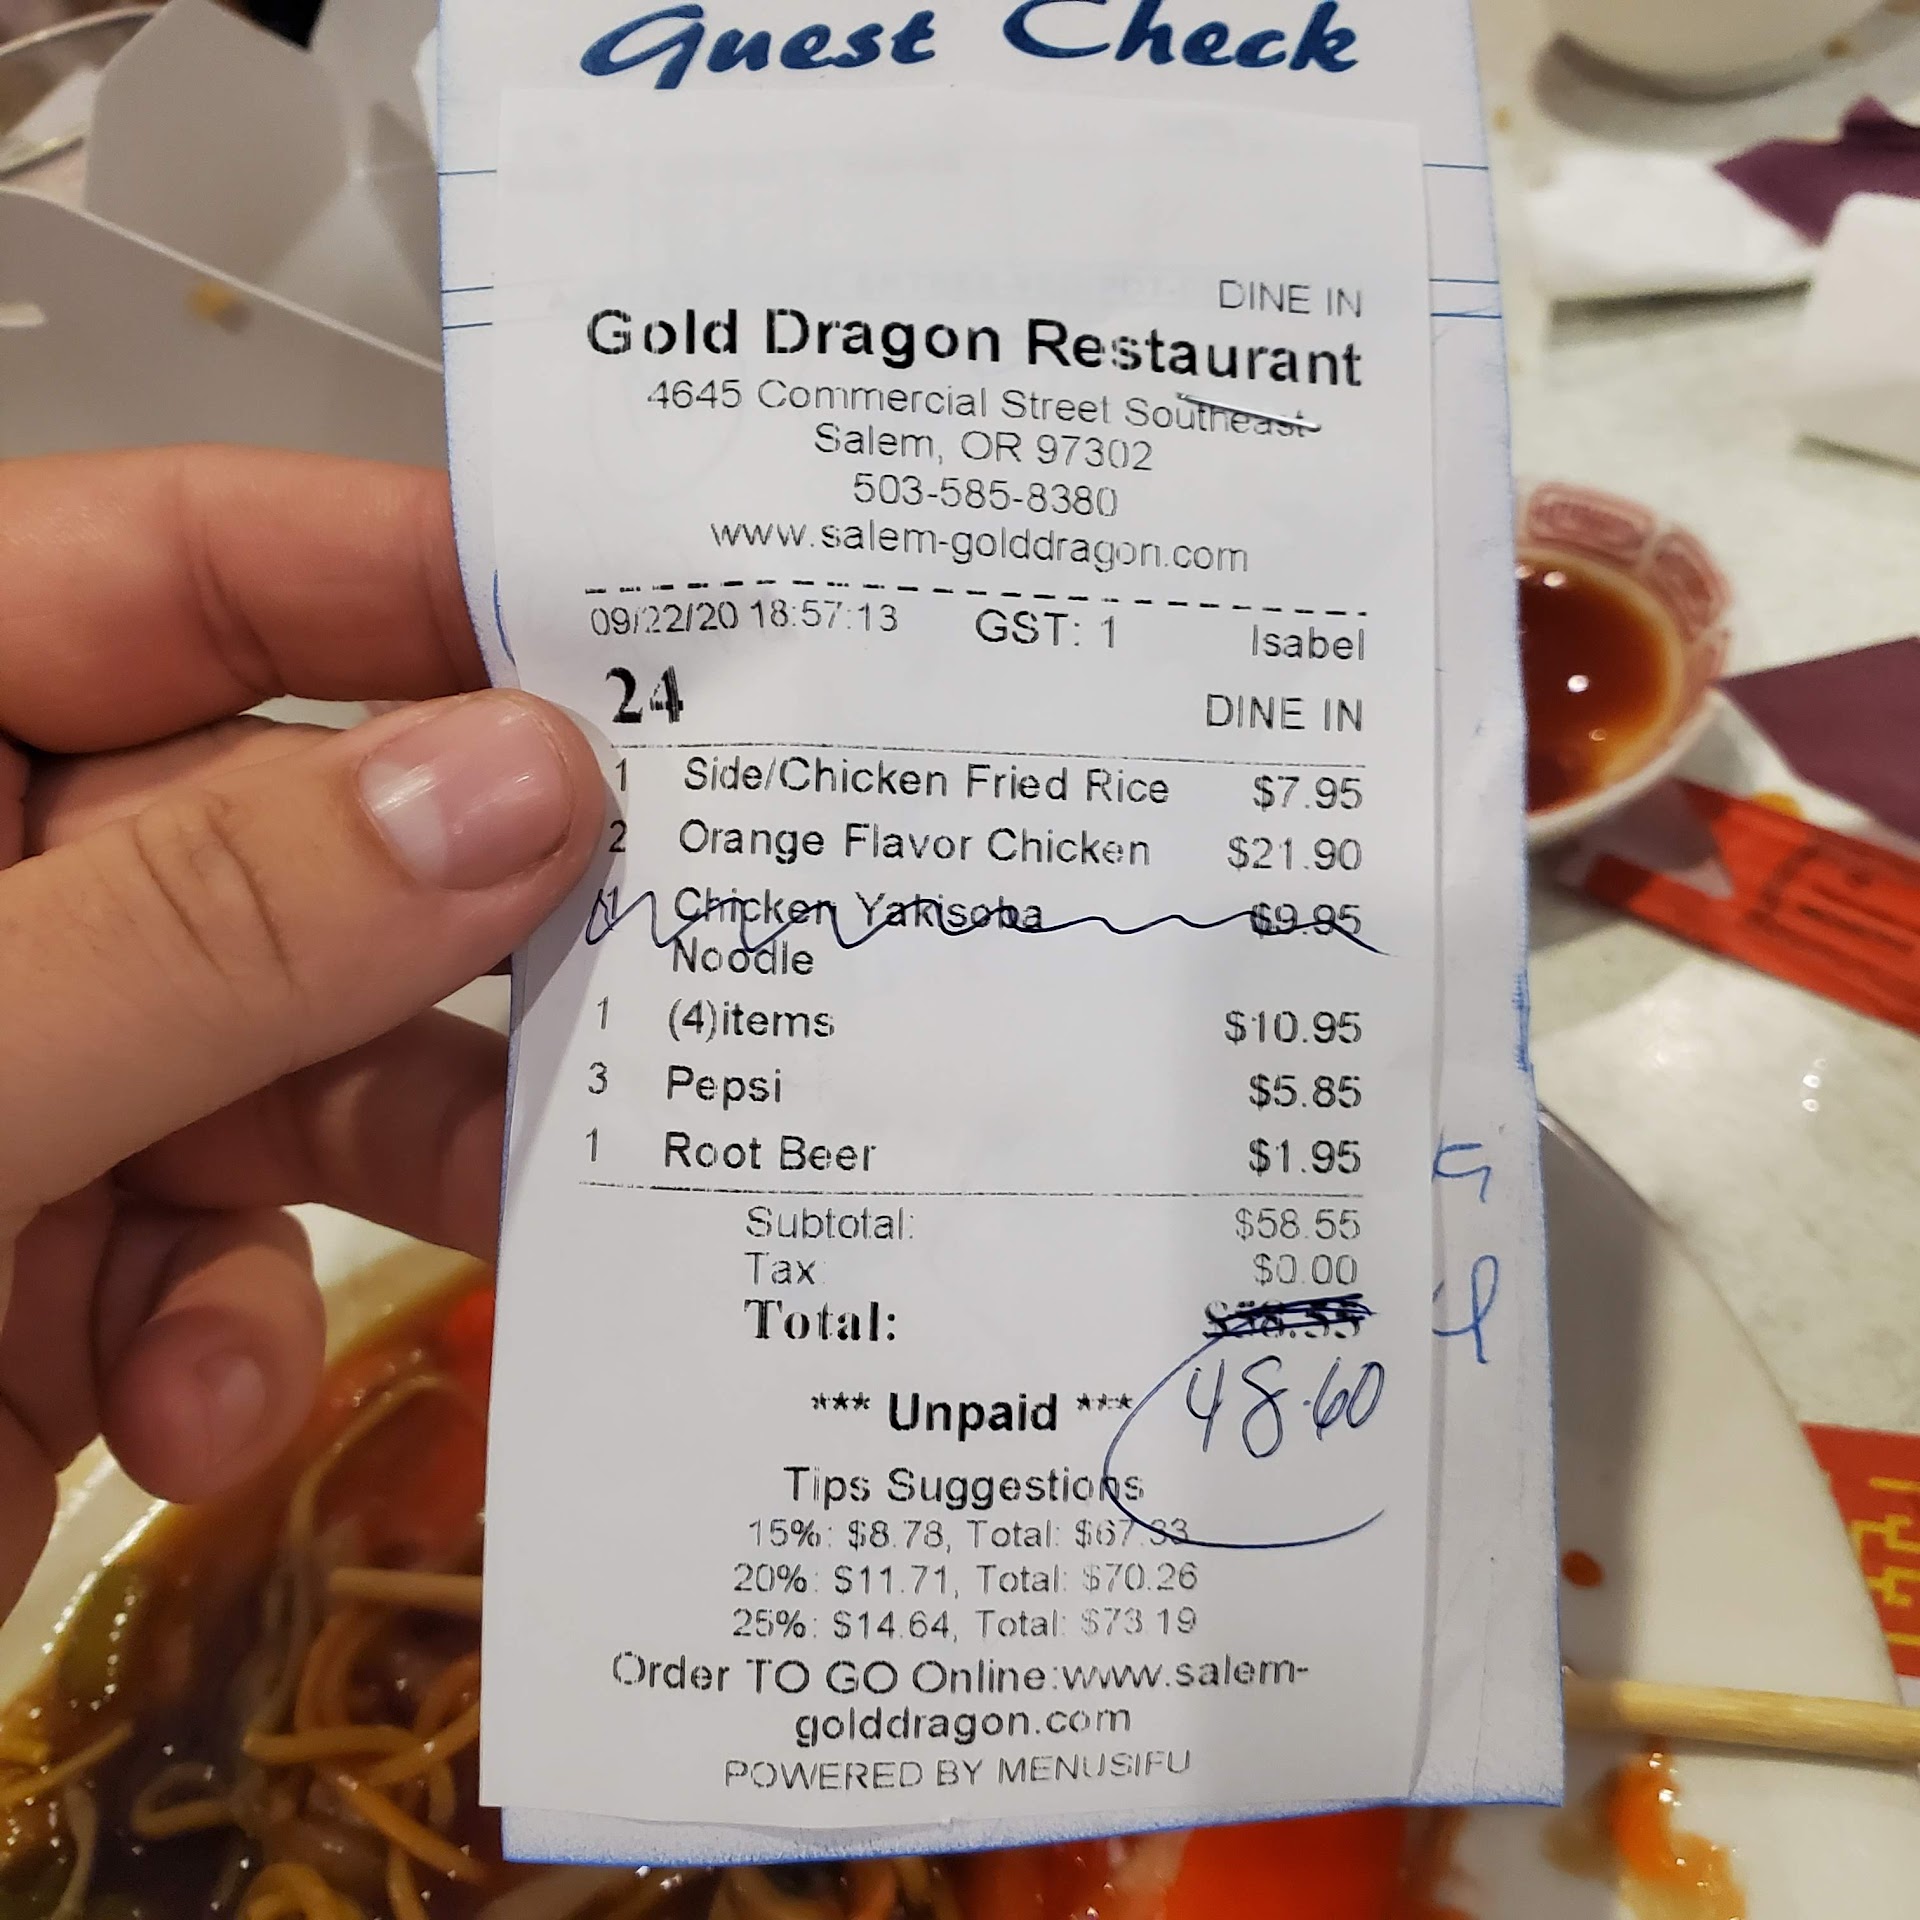 Guest Check
DINE IN
Gold Dragon Restaurant
4645 Commercial Street Southeast
Salem, OR 97302
503-585-8380
www.salem-golddragon.com
09/22/20 18:57:13 GST: 1 Isabel
24 DINE IN
1 Side/Chicken Fried Rice $7.95
2 Orange Flavor Chicken $21.90
1 Chicken Yakisoba $9.95
Noodle
1 (4)items $10.95
3 Pepsi $5.85
1 Root Beer $1.95
Subtotal: $58.55
Tax: $0.00
Total: $58.55
48.60
*** Unpaid ***
Tips Suggestions
15%: $8.78, Total: $67.33
20%: $11.71, Total: $70.26
25%: $14.64, Total: $73.19
Order TO GO Online:www.salem-
golddragon.com
POWERED BY MENUSIFU